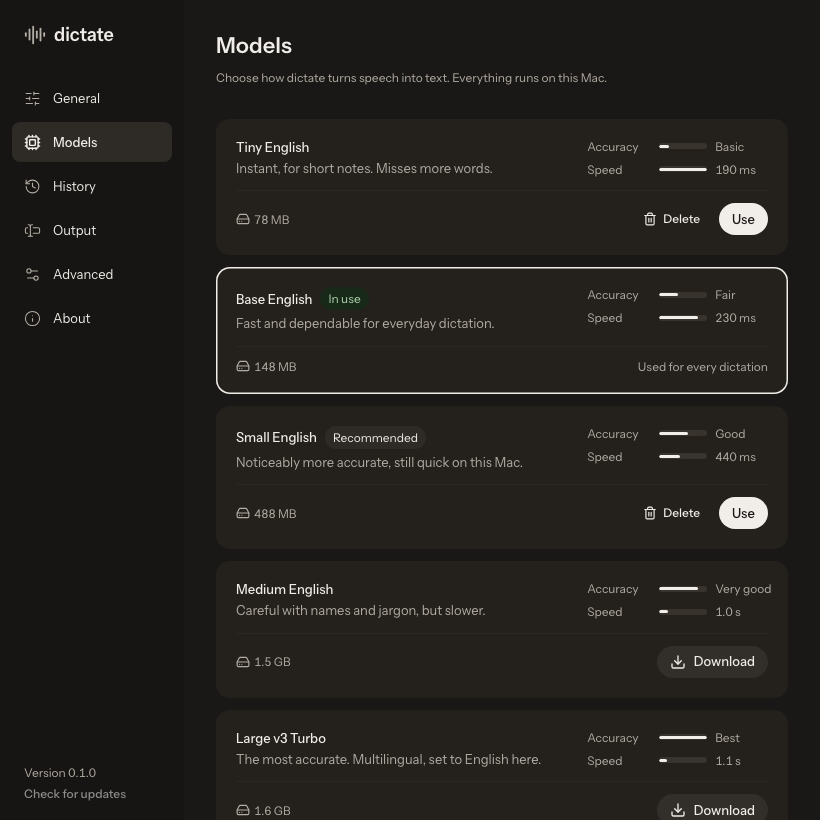 dictate
General
Models
History
Output
Advanced
About
Version 0.1.0
Check for updates
Models
Choose how dictate turns speech into text. Everything runs on this Mac.
Tiny English
Instant, for short notes. Misses more words.
Accuracy Basic
Speed 190 ms
78 MB
Delete Use
Base English In use
Fast and dependable for everyday dictation.
Accuracy Fair
Speed 230 ms
148 MB
Used for every dictation
Small English Recommended
Noticeably more accurate, still quick on this Mac.
Accuracy Good
Speed 440 ms
488 MB
Delete Use
Medium English
Careful with names and jargon, but slower.
Accuracy Very good
Speed 1.0 s
1.5 GB
Download
Large v3 Turbo
The most accurate. Multilingual, set to English here.
Accuracy Best
Speed 1.1 s
1.6 GB
Download